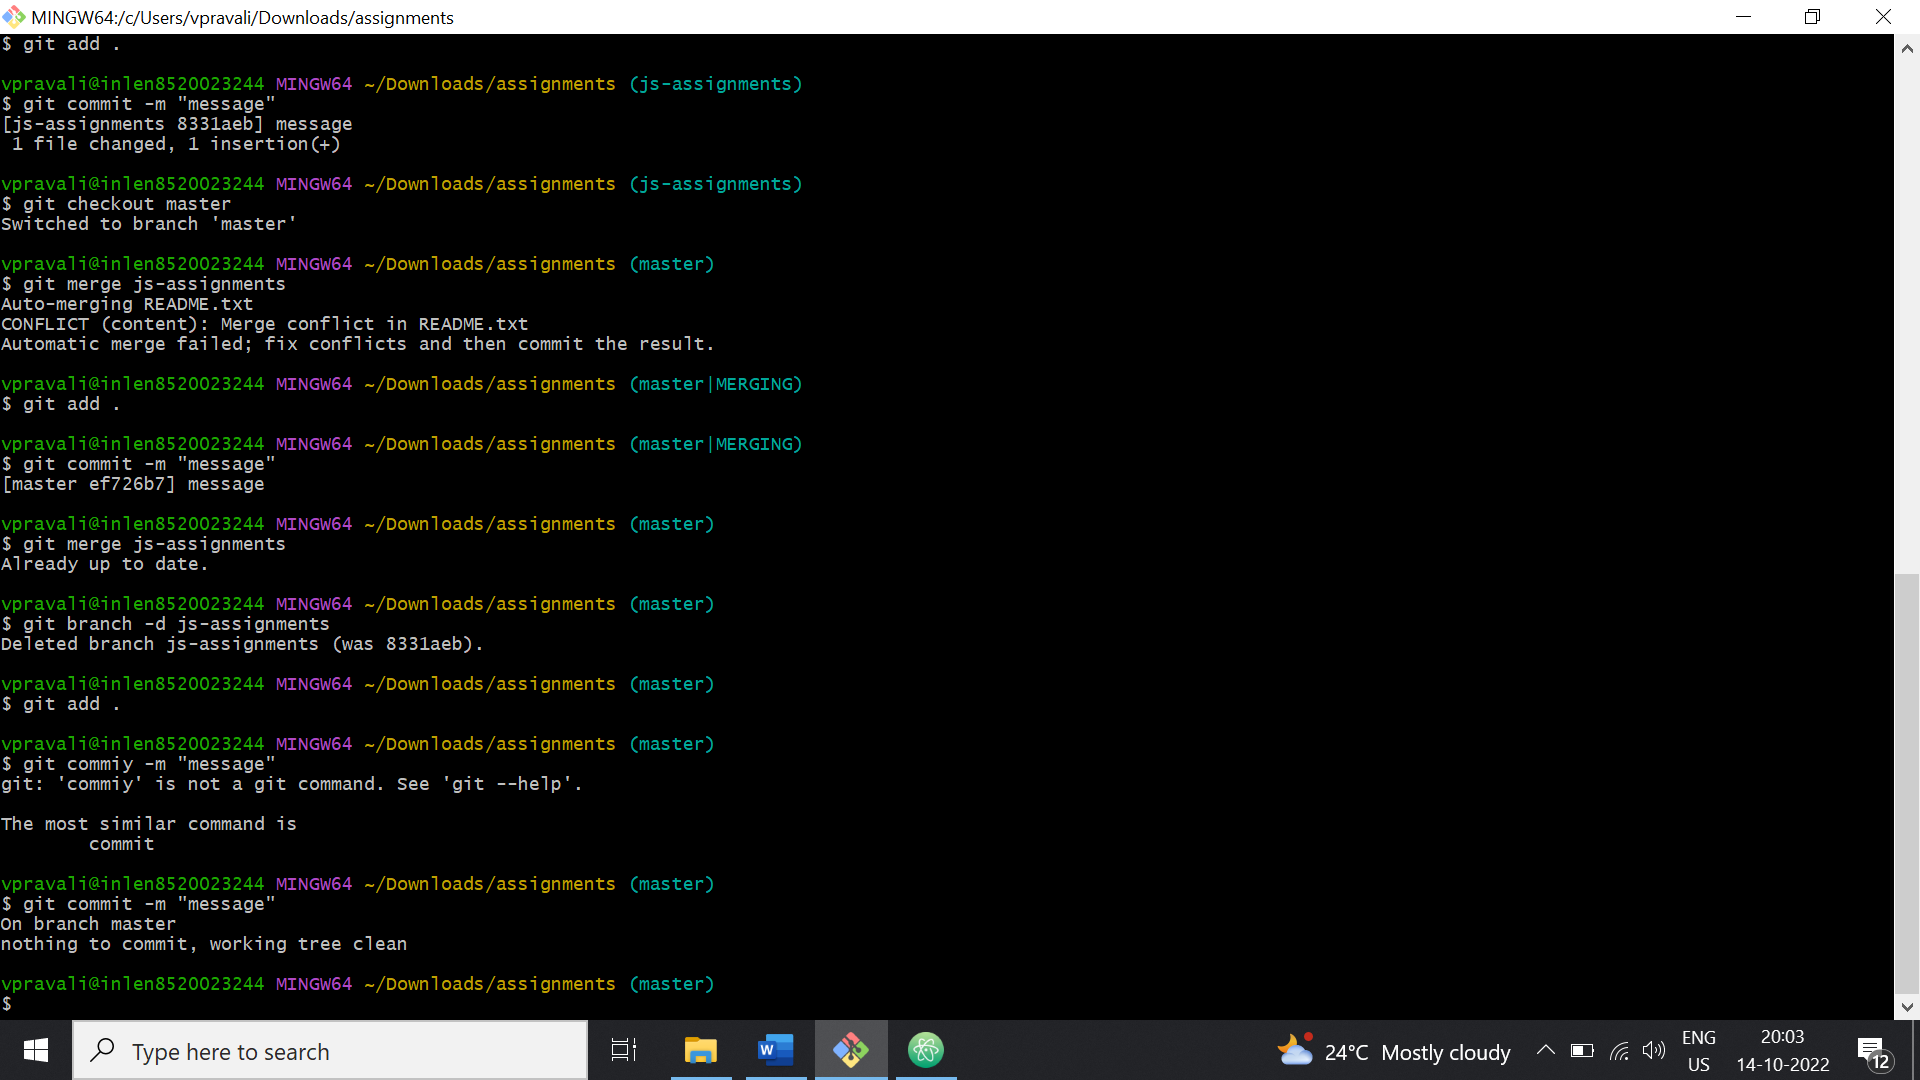 MINGW64:/c/Users/vpravali/Downloads/assignments
$ git add .
vpravali@inlen8520023244 MINGW64 ~/Downloads/assignments (js-assignments)
$ git commit -m "message"
[js-assignments 8331aeb] message
 1 file changed, 1 insertion(+)
vpravali@inlen8520023244 MINGW64 ~/Downloads/assignments (js-assignments)
$ git checkout master
Switched to branch 'master'
vpravali@inlen8520023244 MINGW64 ~/Downloads/assignments (master)
$ git merge js-assignments
Auto-merging README.txt
CONFLICT (content): Merge conflict in README.txt
Automatic merge failed; fix conflicts and then commit the result.
vpravali@inlen8520023244 MINGW64 ~/Downloads/assignments (master|MERGING)
$ git add .
vpravali@inlen8520023244 MINGW64 ~/Downloads/assignments (master|MERGING)
$ git commit -m "message"
[master ef726b7] message
vpravali@inlen8520023244 MINGW64 ~/Downloads/assignments (master)
$ git merge js-assignments
Already up to date.
vpravali@inlen8520023244 MINGW64 ~/Downloads/assignments (master)
$ git branch -d js-assignments
Deleted branch js-assignments (was 8331aeb).
vpravali@inlen8520023244 MINGW64 ~/Downloads/assignments (master)
$ git add .
vpravali@inlen8520023244 MINGW64 ~/Downloads/assignments (master)
$ git commiy -m "message"
git: 'commiy' is not a git command. See 'git --help'.
The most similar command is
        commit
vpravali@inlen8520023244 MINGW64 ~/Downloads/assignments (master)
$ git commit -m "message"
On branch master
nothing to commit, working tree clean
vpravali@inlen8520023244 MINGW64 ~/Downloads/assignments (master)
$
Type here to search
W
24°C Mostly cloudy
ENG
US
20:03
14-10-2022
12